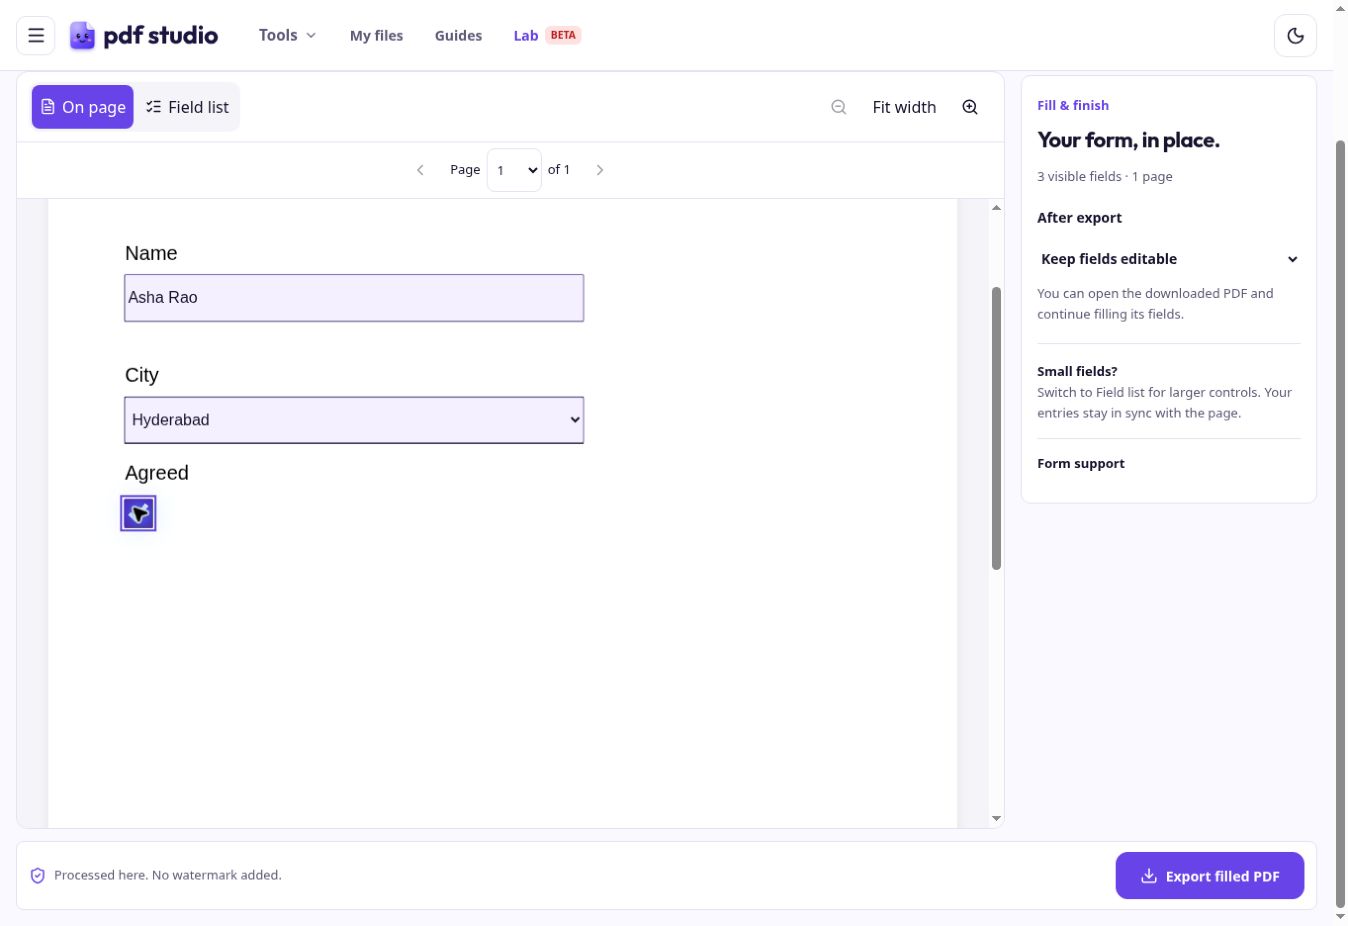 pdf studio
Tools
My files
Guides
Lab
BETA
On page
Field list
Fit width
Page 1 of 1
Name
Asha Rao
City
Hyderabad
Agreed
Fill & finish
Your form, in place.
3 visible fields · 1 page
After export
Keep fields editable
You can open the downloaded PDF and
continue filling its fields.
Small fields?
Switch to Field list for larger controls. Your
entries stay in sync with the page.
Form support
Processed here. No watermark added.
Export filled PDF